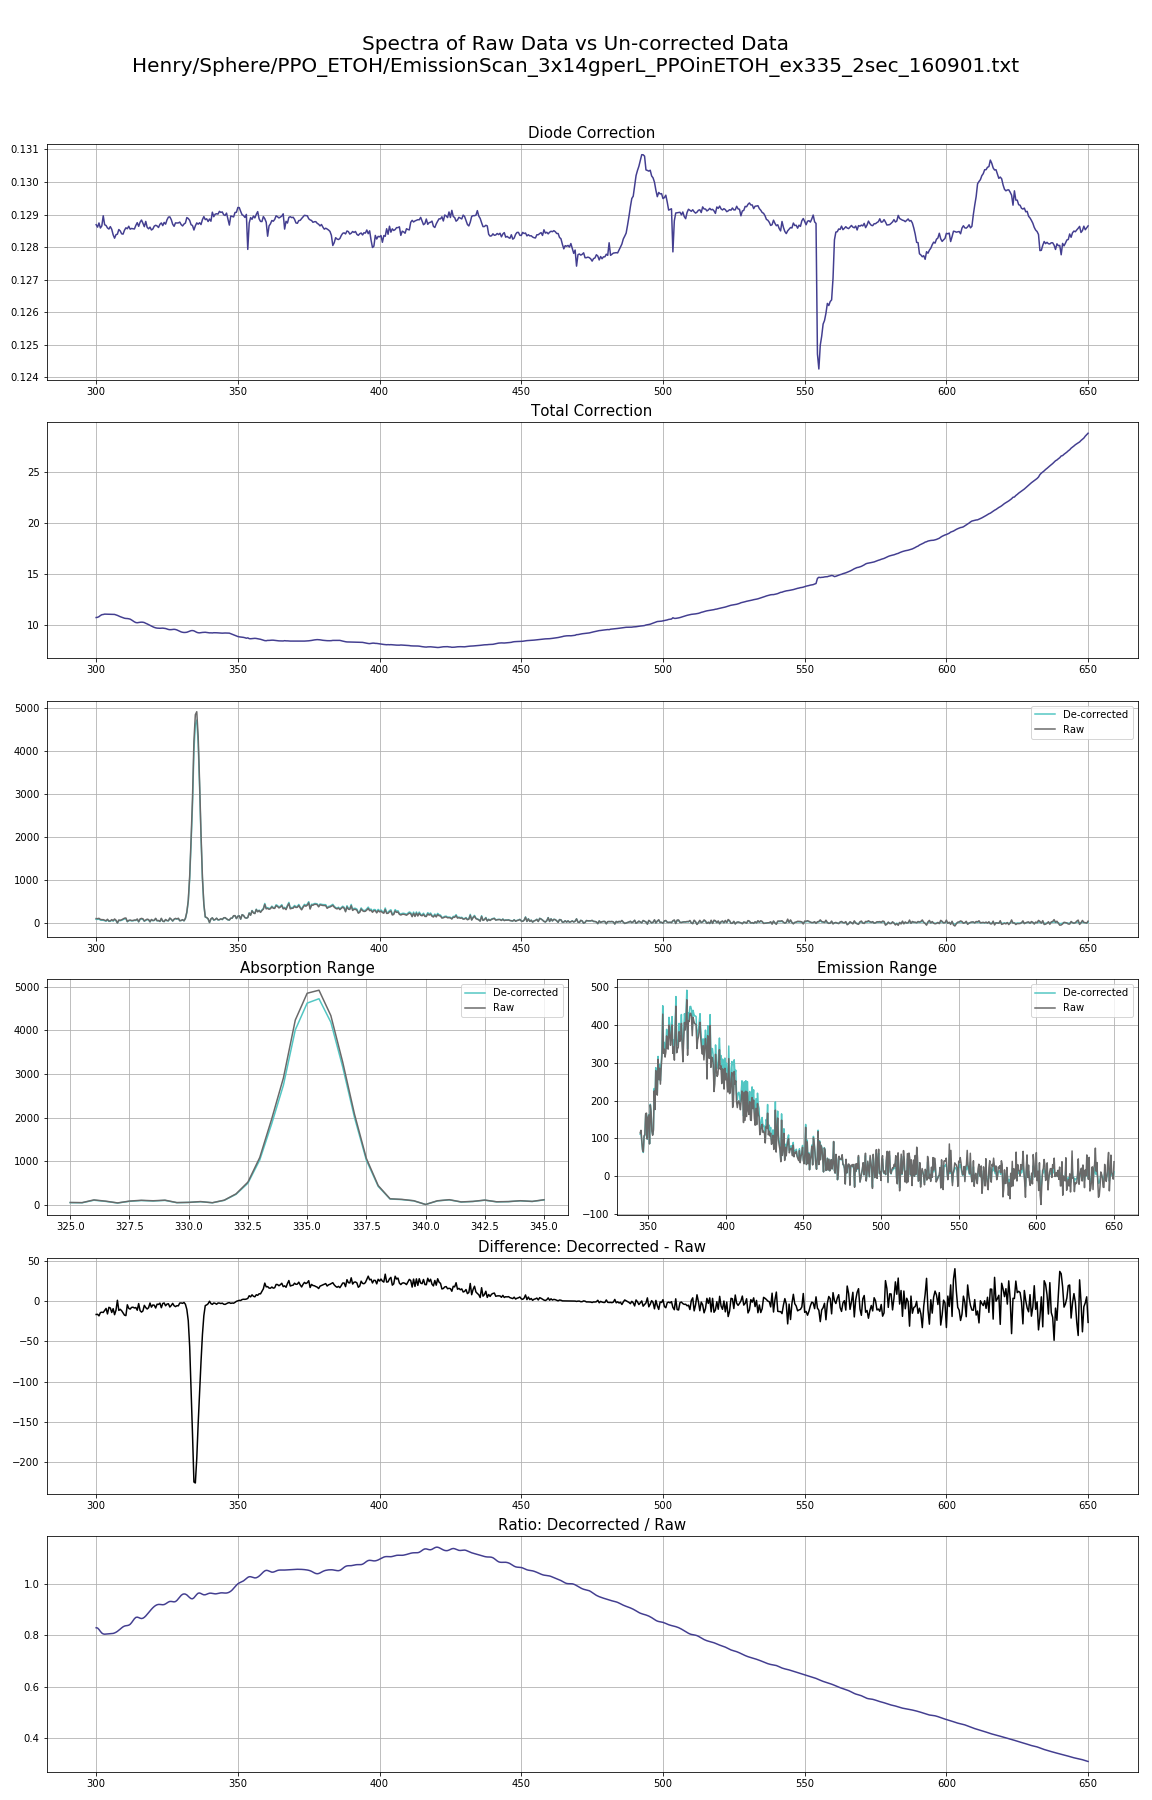 Spectra of Raw Data vs Un-corrected Data
Henry/Sphere/PPO_ETOH/EmissionScan_3x14gperL_PPOinETOH_ex335_2sec_160901.txt
Diode Correction
0.131
0.130
0.129
0.128
0.127
0.126
0.125
0.124
300 350 400 450 500 550 600 650
Total Correction
25
20
15
10
300 350 400 450 500 550 600 650
5000
4000
3000
2000
1000
0
De-corrected
Raw
300 350 400 450 500 550 600 650
Absorption Range
5000
4000
3000
2000
1000
0
De-corrected
Raw
325.0 327.5 330.0 332.5 335.0 337.5 340.0 342.5 345.0
Emission Range
500
400
300
200
100
0
−100
De-corrected
Raw
350 400 450 500 550 600 650
Difference: Decorrected - Raw
50
0
−50
−100
−150
−200
300 350 400 450 500 550 600 650
Ratio: Decorrected / Raw
1.0
0.8
0.6
0.4
300 350 400 450 500 550 600 650